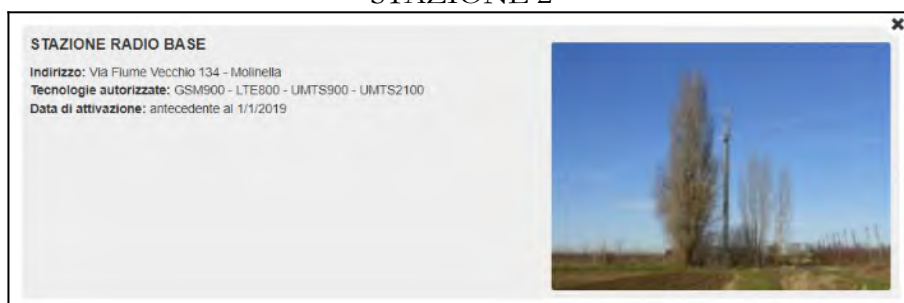 STAZIONE 2
STAZIONE RADIO BASE
Indirizzo: Via Fiume Vecchio 134 - Molinella
Tecnologie autorizzate: GSM900 - LTE800 - UMTS900 - UMTS2100
Data di attivazione: antecedente al 1/1/2019